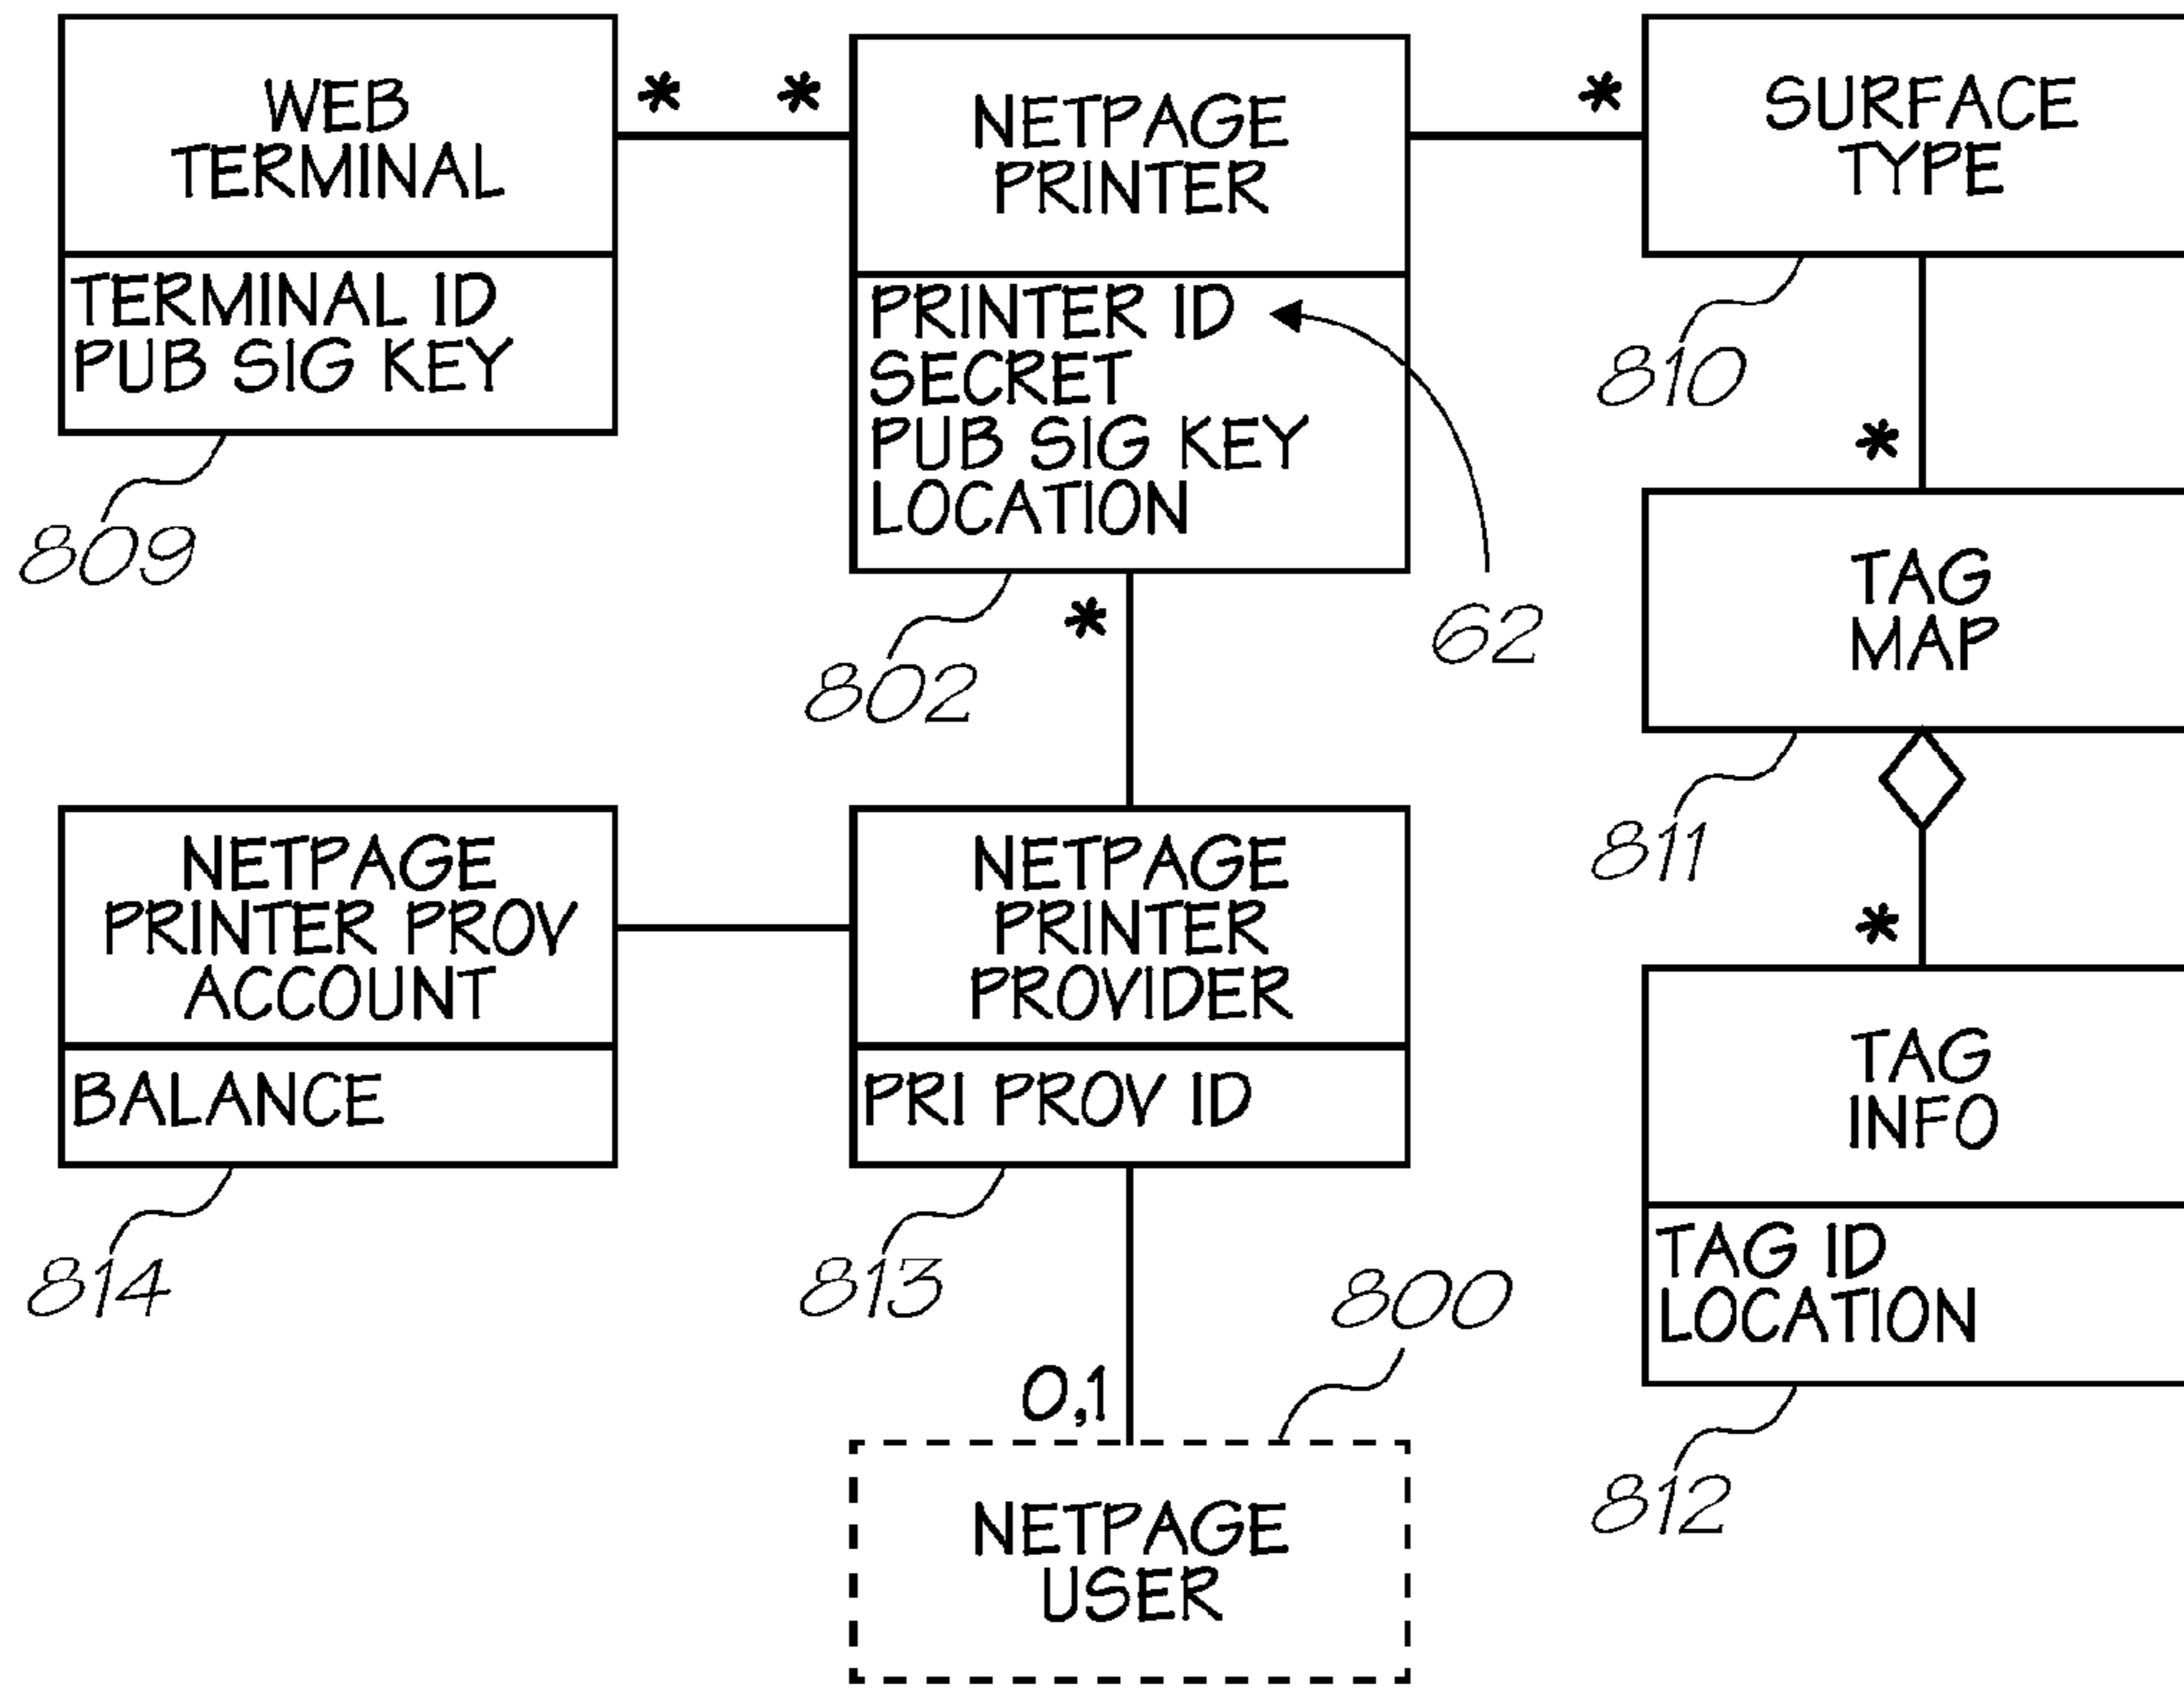 WEB
TERMINAL
TERMINAL ID
PUB SIG KEY
809
* *
NETPAGE
PRINTER
PRINTER ID
SECRET
PUB SIG KEY
LOCATION
802
62
*
*
SURFACE
TYPE
810
*
TAG
MAP
811
*
TAG
INFO
TAG ID
LOCATION
812
NETPAGE
PRINTER PROV
ACCOUNT
BALANCE
814
NETPAGE
PRINTER
PROVIDER
PRI PROV ID
813
800
0,1
NETPAGE
USER